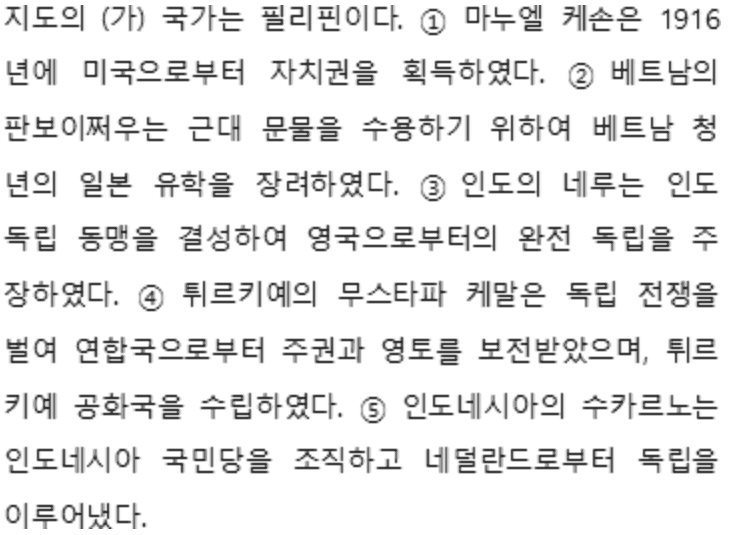 지도의 (가) 국가는 필리핀이다. ① 마누엘 케손은 1916
년에 미국으로부터 자치권을 획득하였다. ② 베트남의
판보이쩌우는 근대 문물을 수용하기 위하여 베트남 청
년의 일본 유학을 장려하였다. ③ 인도의 네루는 인도
독립 동맹을 결성하여 영국으로부터의 완전 독립을 주
장하였다. ④ 튀르키예의 무스타파 케말은 독립 전쟁을
벌여 연합국으로부터 주권과 영토를 보전받았으며, 튀르
키예 공화국을 수립하였다. ⑤ 인도네시아의 수카르노는
인도네시아 국민당을 조직하고 네덜란드로부터 독립을
이루어냈다.